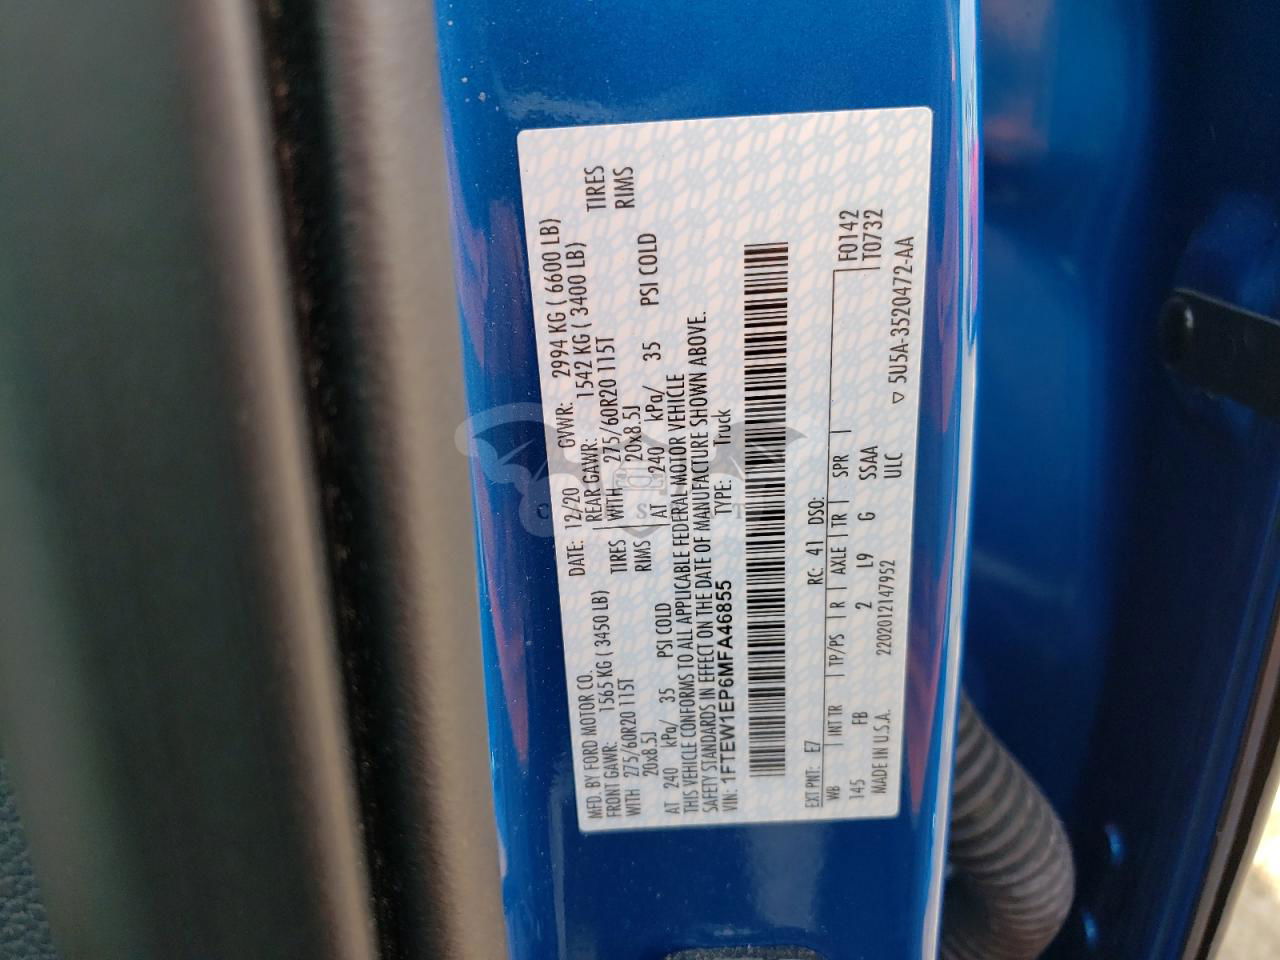 MFD. BY FORD MOTOR CO. DATE: 12/20 GVWR: 2994 KG ( 6600 LB)
FRONT GAWR: 1565 KG ( 3450 LB) REAR GAWR: 1542 KG ( 3400 LB)
WITH 275/60R20 115T TIRES WITH 275/60R20 115T TIRES
20x8.5J RIMS 20x8.5J RIMS
AT 240 kPa/ 35 PSI COLD AT 240 kPa/ 35 PSI COLD
THIS VEHICLE CONFORMS TO ALL APPLICABLE FEDERAL MOTOR VEHICLE
SAFETY STANDARDS IN EFFECT ON THE DATE OF MANUFACTURE SHOWN ABOVE.
VIN: 1FTEW1EP6MFA46855 TYPE: Truck
EXT PNT: E7 RC: 41 DSO:
WB INT TR TP/PS R AXLE TR SPR F0142
145 FB 2 L9 G SSAA T0732
MADE IN U.S.A. 2202012147952 ULC ▽ 5U5A-3520472-AA